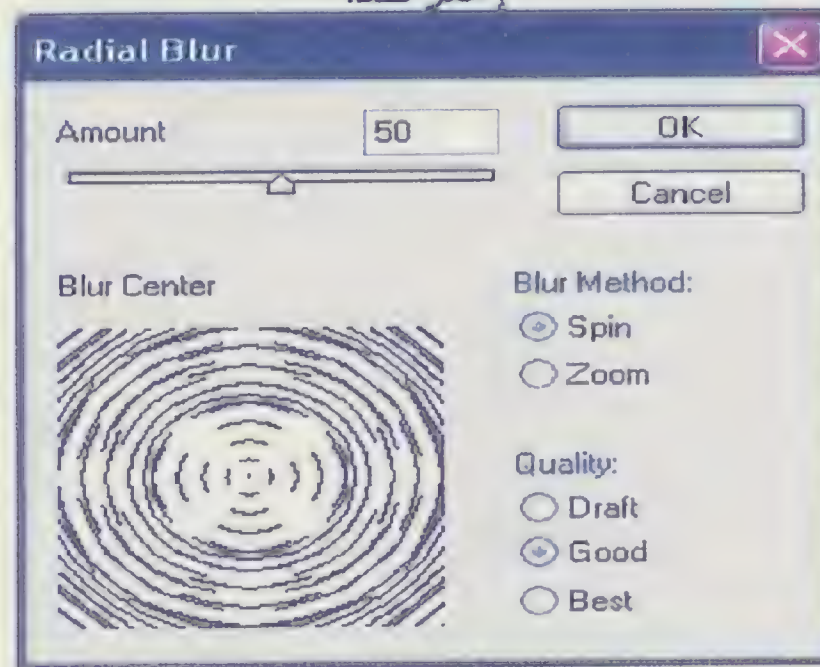 Radial Blur
Amount 50 OK
Cancel
Blur Center
Blur Method:
Spin
Zoom
Quality:
Draft
Good
Best